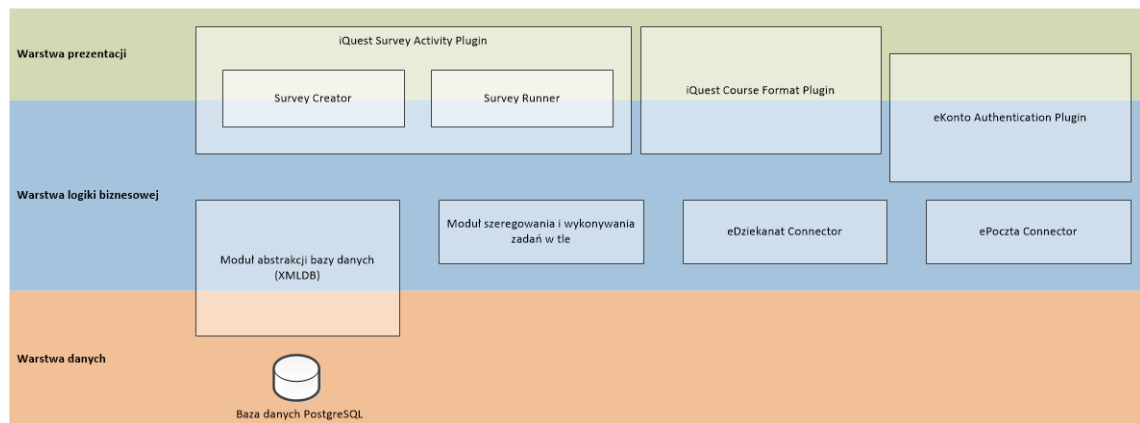 Warstwa prezentacji
iQuest Survey Activity Plugin
Survey Creator
Survey Runner
iQuest Course Format Plugin
eKonto Authentication Plugin
Warstwa logiki biznesowej
Moduł abstrakcji bazy danych
(XMLDB)
Moduł szeregowania i wykonywania
zadań w tle
eDziekanat Connector
ePoczta Connector
Warstwa danych
Baza danych PostgreSQL